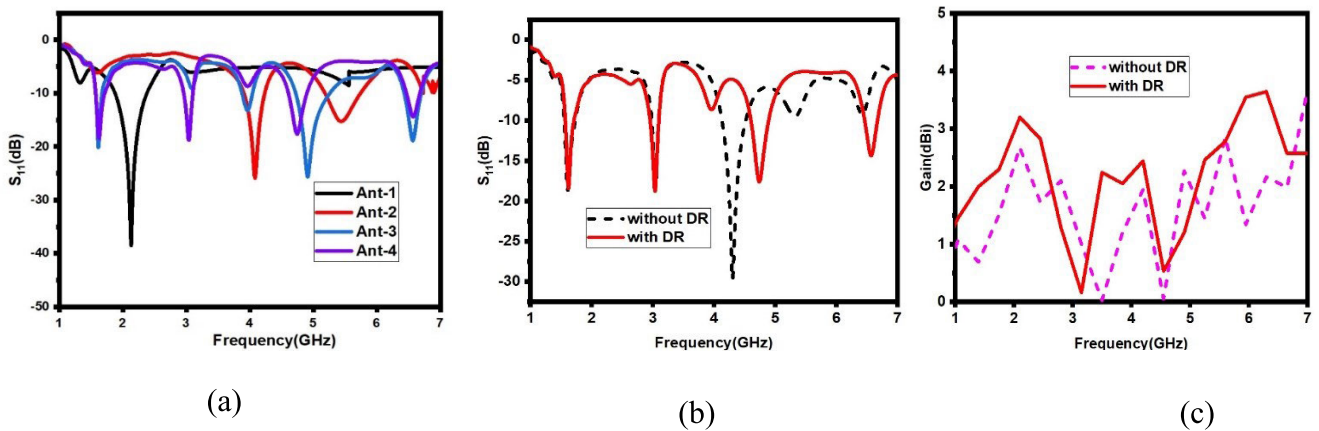 0
-10
-20
-30
-40
-50
S11(dB)
Ant-1
Ant-2
Ant-3
Ant-4
1 2 3 4 5 6 7
Frequency(GHz)
(a)
0
-5
-10
-15
-20
-25
-30
S11(dB)
without DR
with DR
1 2 3 4 5 6 7
Frequency(GHz)
(b)
5
4
3
2
1
0
Gain(dBi)
without DR
with DR
1 2 3 4 5 6 7
Frequency(GHz)
(c)